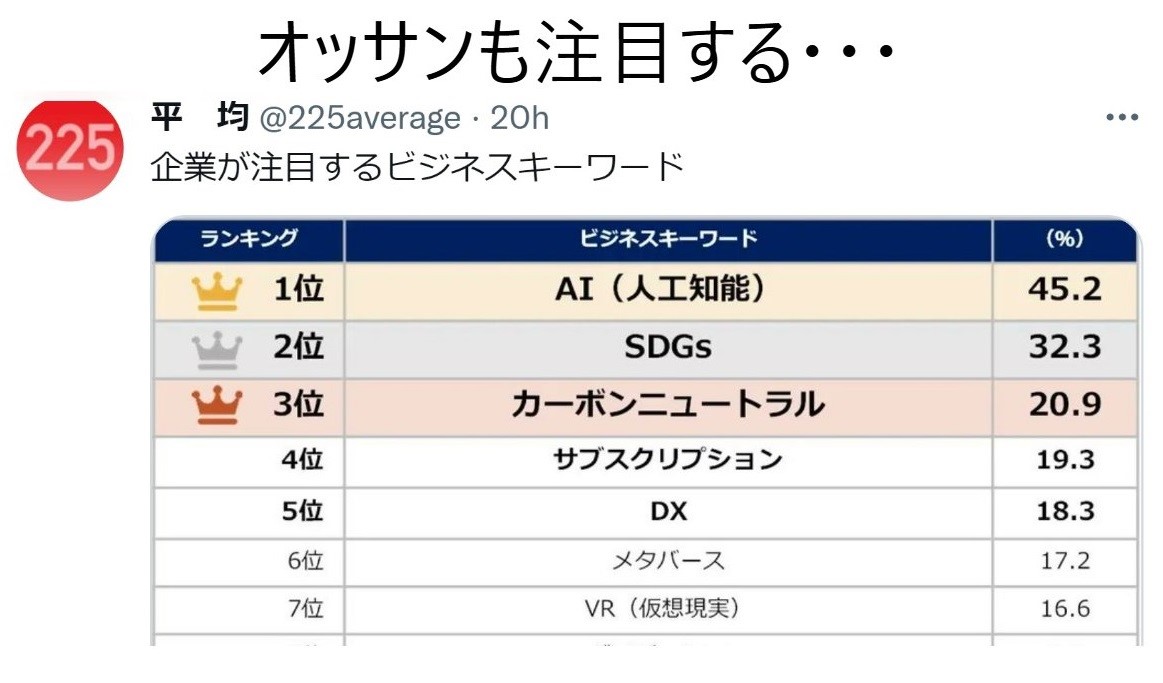 オッサンも注目する・・・
225
平　均 @225average · 20h
企業が注目するビジネスキーワード
ランキング ビジネスキーワード （%）
1位 AI（人工知能） 45.2
2位 SDGs 32.3
3位 カーボンニュートラル 20.9
4位 サブスクリプション 19.3
5位 DX 18.3
6位 メタバース 17.2
7位 VR（仮想現実） 16.6